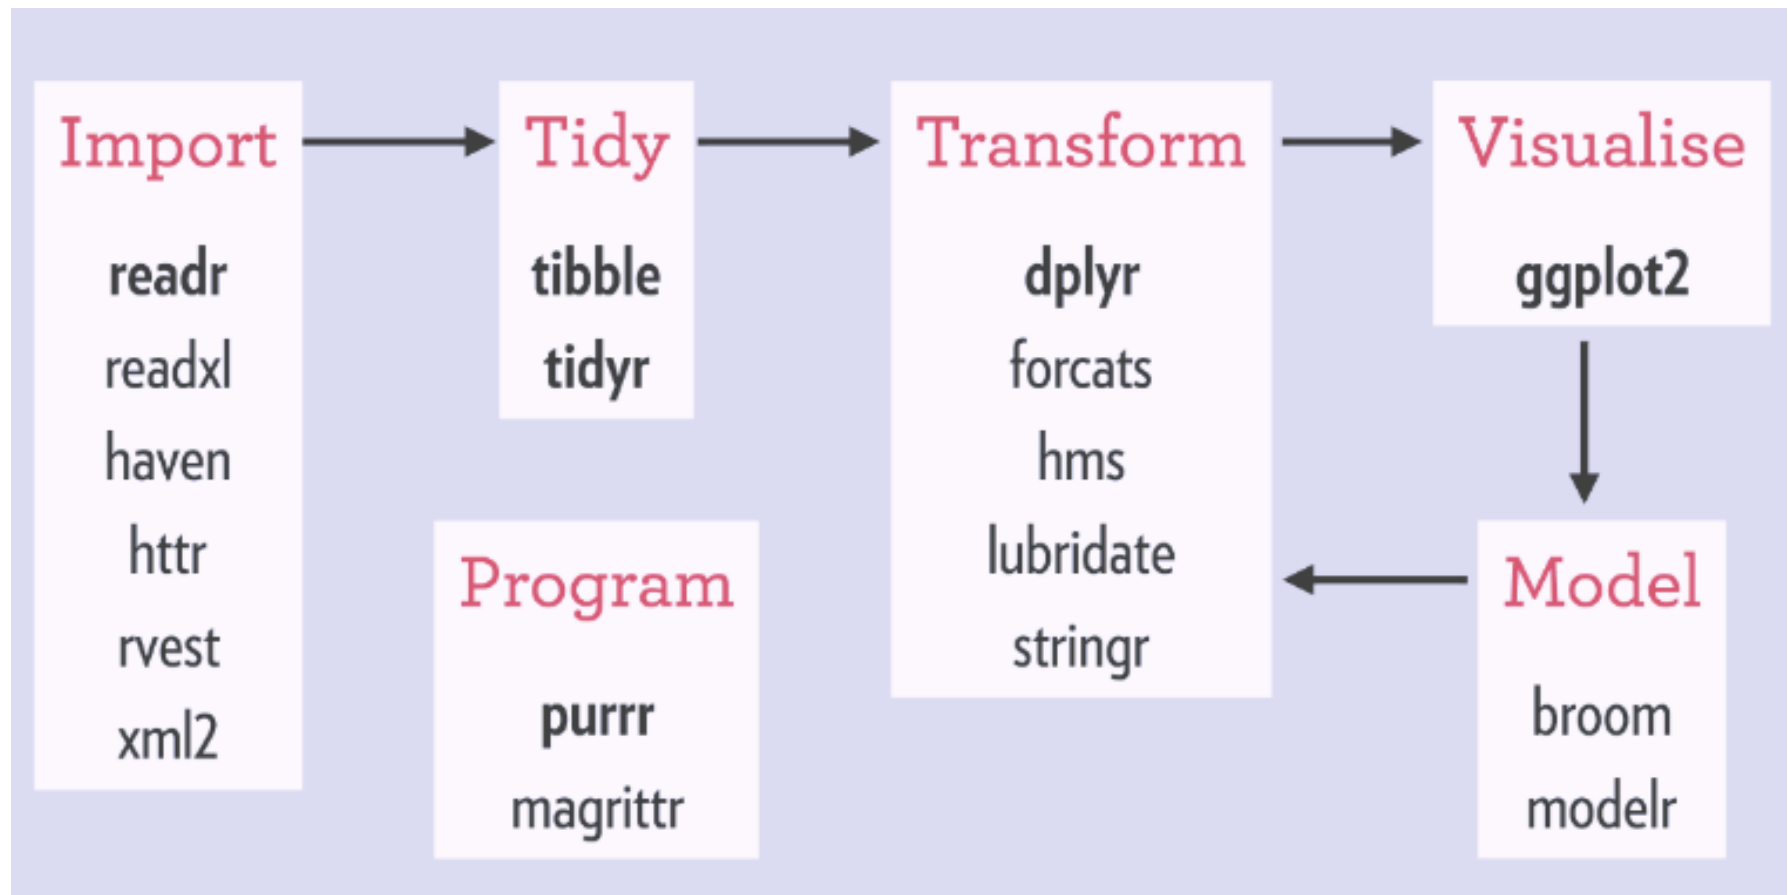 Import
readr
readxl
haven
httr
rvest
xml2
Tidy
tibble
tidyr
Program
purrr
magrittr
Transform
dplyr
forcats
hms
lubridate
stringr
Visualise
ggplot2
Model
broom
modelr